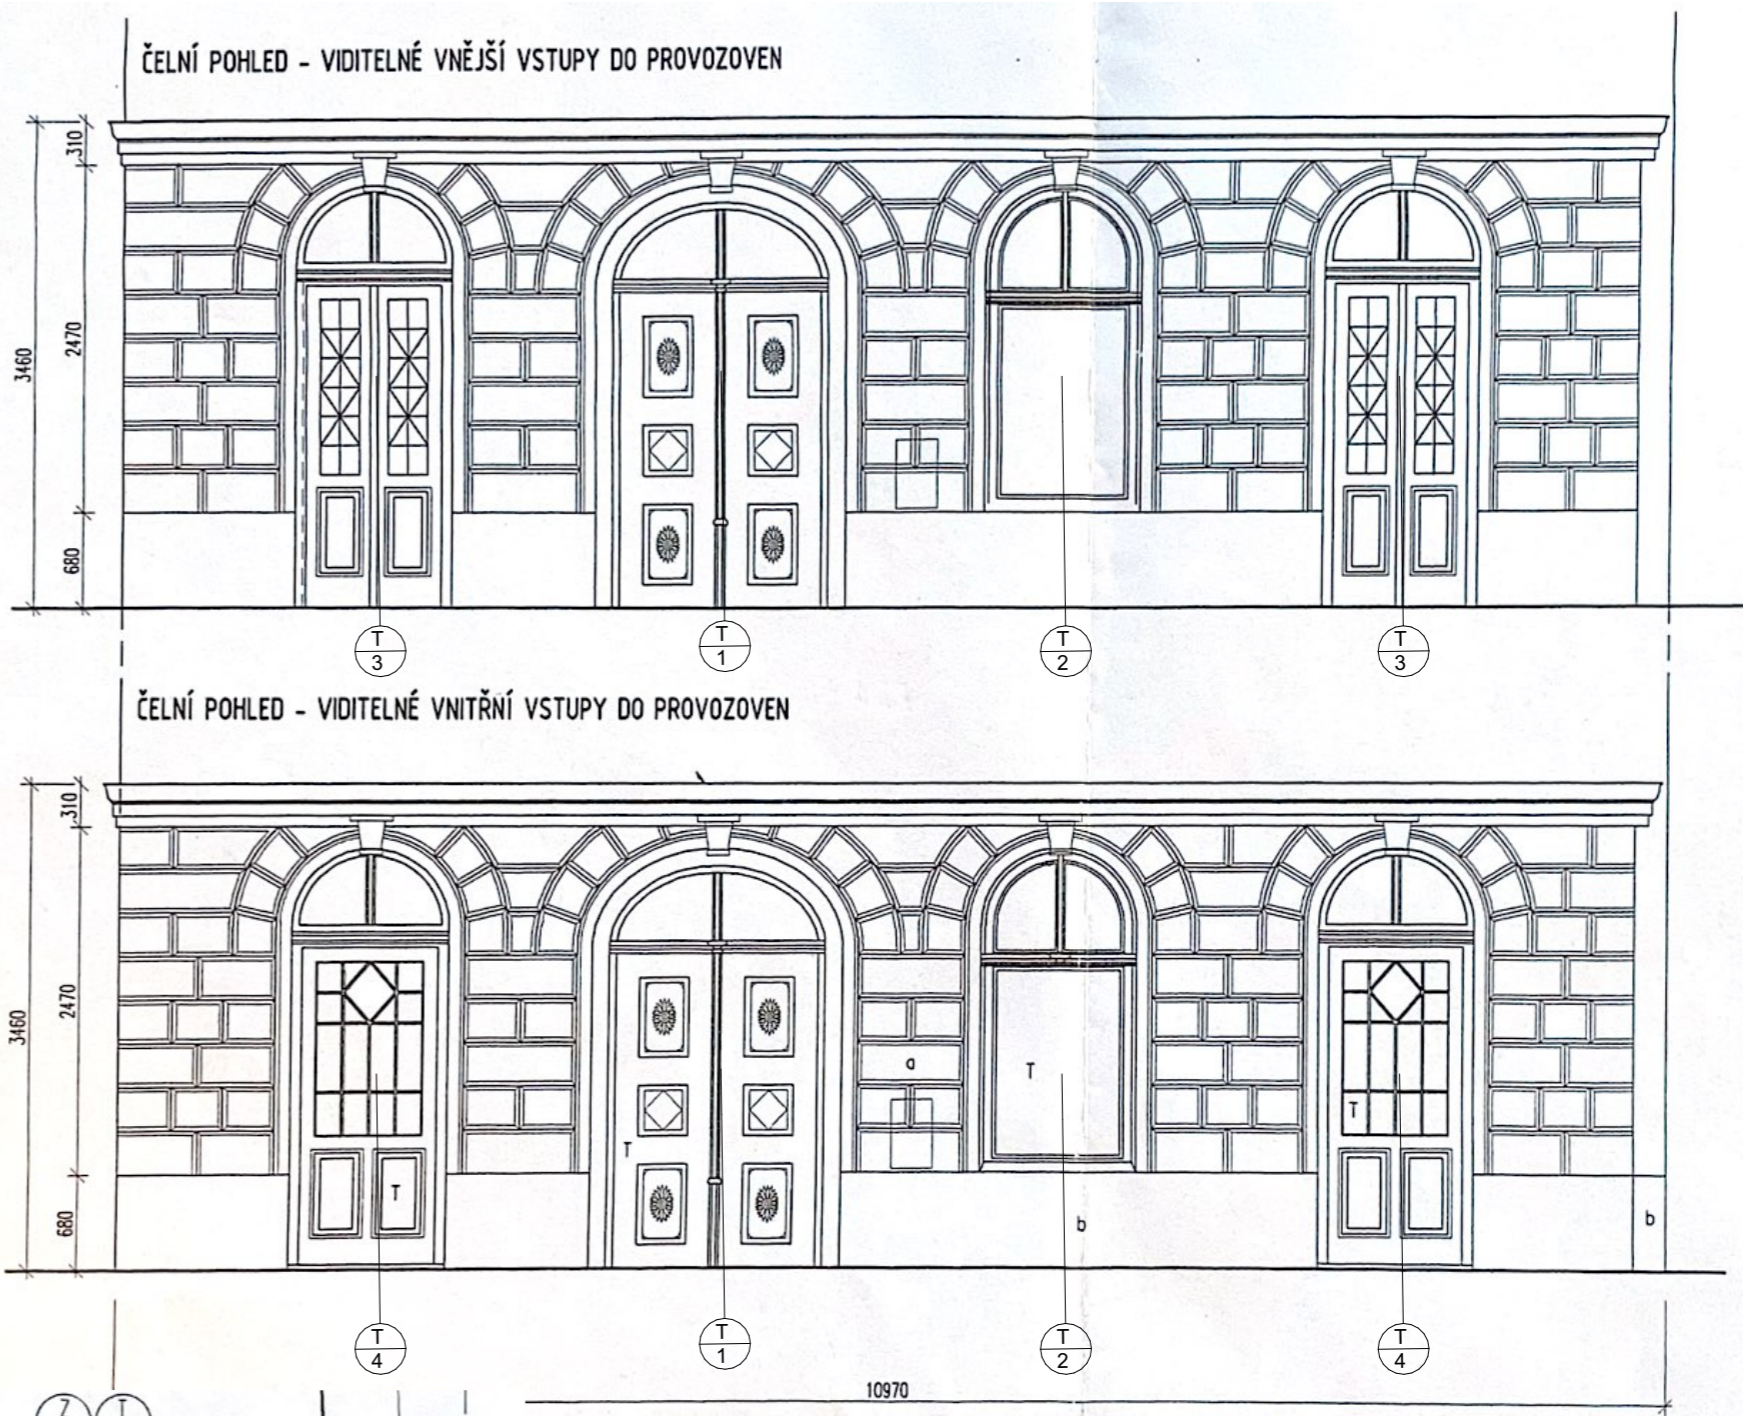 ČELNÍ POHLED - VIDITELNÉ VNĚJŠÍ VSTUPY DO PROVOZOVEN
310
2470
3460
680
T
3
T
1
T
2
T
3
ČELNÍ POHLED - VIDITELNÉ VNITŘNÍ VSTUPY DO PROVOZOVEN
310
2470
3460
a
T
T
T
T
680
b
b
T
4
T
1
T
2
T
4
10970